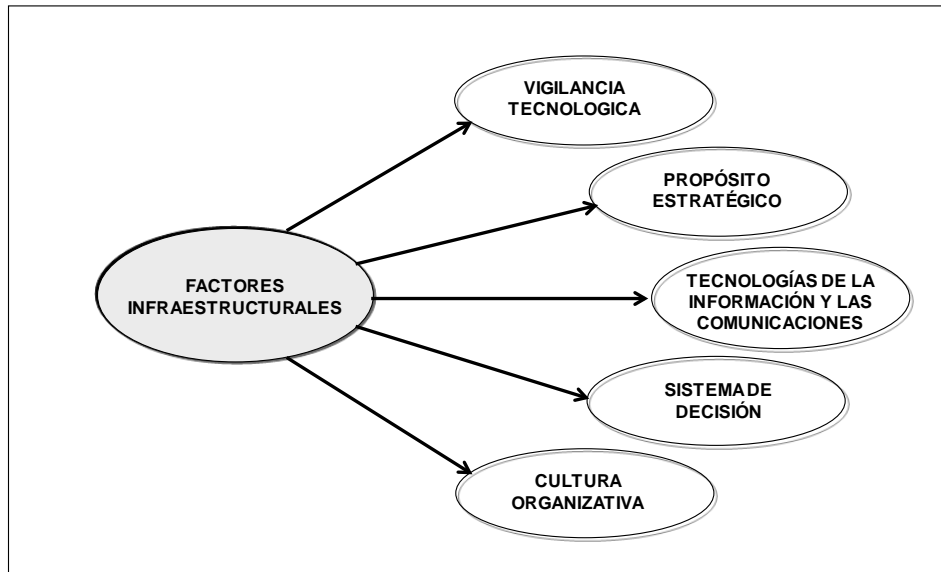 VIGILANCIA
TECNOLOGICA
PROPÓSITO
ESTRATÉGICO
FACTORES
INFRAESTRUCTURALES
TECNOLOGÍAS DE LA
INFORMACIÓN Y LAS
COMUNICACIONES
SISTEMA DE
DECISIÓN
CULTURA
ORGANIZATIVA